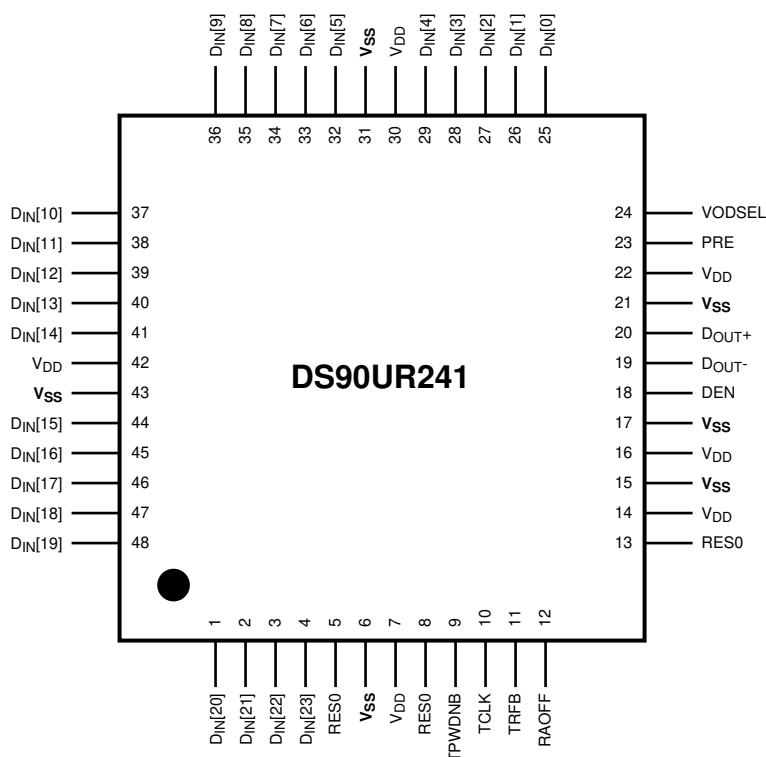 DIN[9] DIN[8] DIN[7] DIN[6] DIN[5] VSS VDD DIN[4] DIN[3] DIN[2] DIN[1] DIN[0]
36 35 34 33 32 31 30 29 28 27 26 25
DIN[10] 37 24 VODSEL
DIN[11] 38 23 PRE
DIN[12] 39 22 VDD
DIN[13] 40 21 VSS
DIN[14] 41 20 DOUT+
VDD 42 19 DOUT-
DS90UR241
VSS 43 18 DEN
DIN[15] 44 17 VSS
DIN[16] 45 16 VDD
DIN[17] 46 15 VSS
DIN[18] 47 14 VDD
DIN[19] 48 13 RES0
1 2 3 4 5 6 7 8 9 10 11 12
DIN[20] DIN[21] DIN[22] DIN[23] RES0 VSS VDD RES0 TPWDNB TCLK TRFB RAOFF